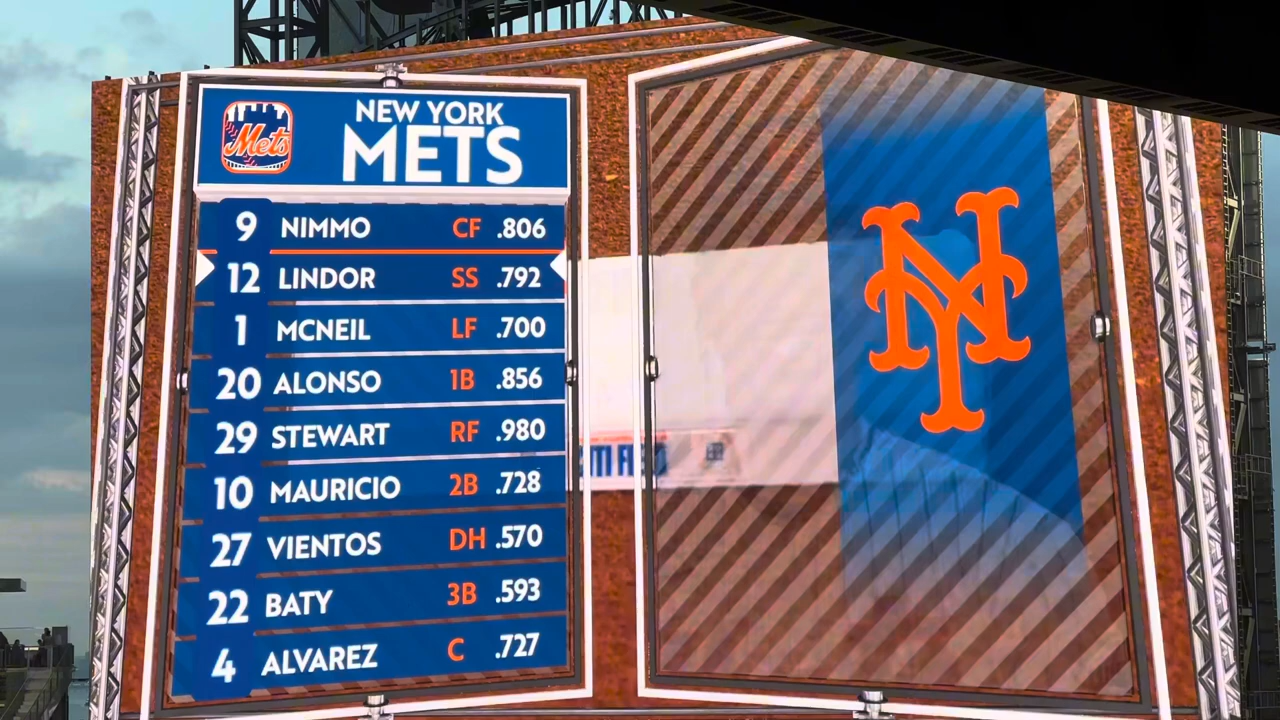 Mets
NEW YORK
METS
9 NIMMO CF .806
12 LINDOR SS .792
1 MCNEIL LF .700
20 ALONSO 1B .856
29 STEWART RF .980
10 MAURICIO 2B .728
27 VIENTOS DH .570
22 BATY 3B .593
4 ALVAREZ C .727
NY